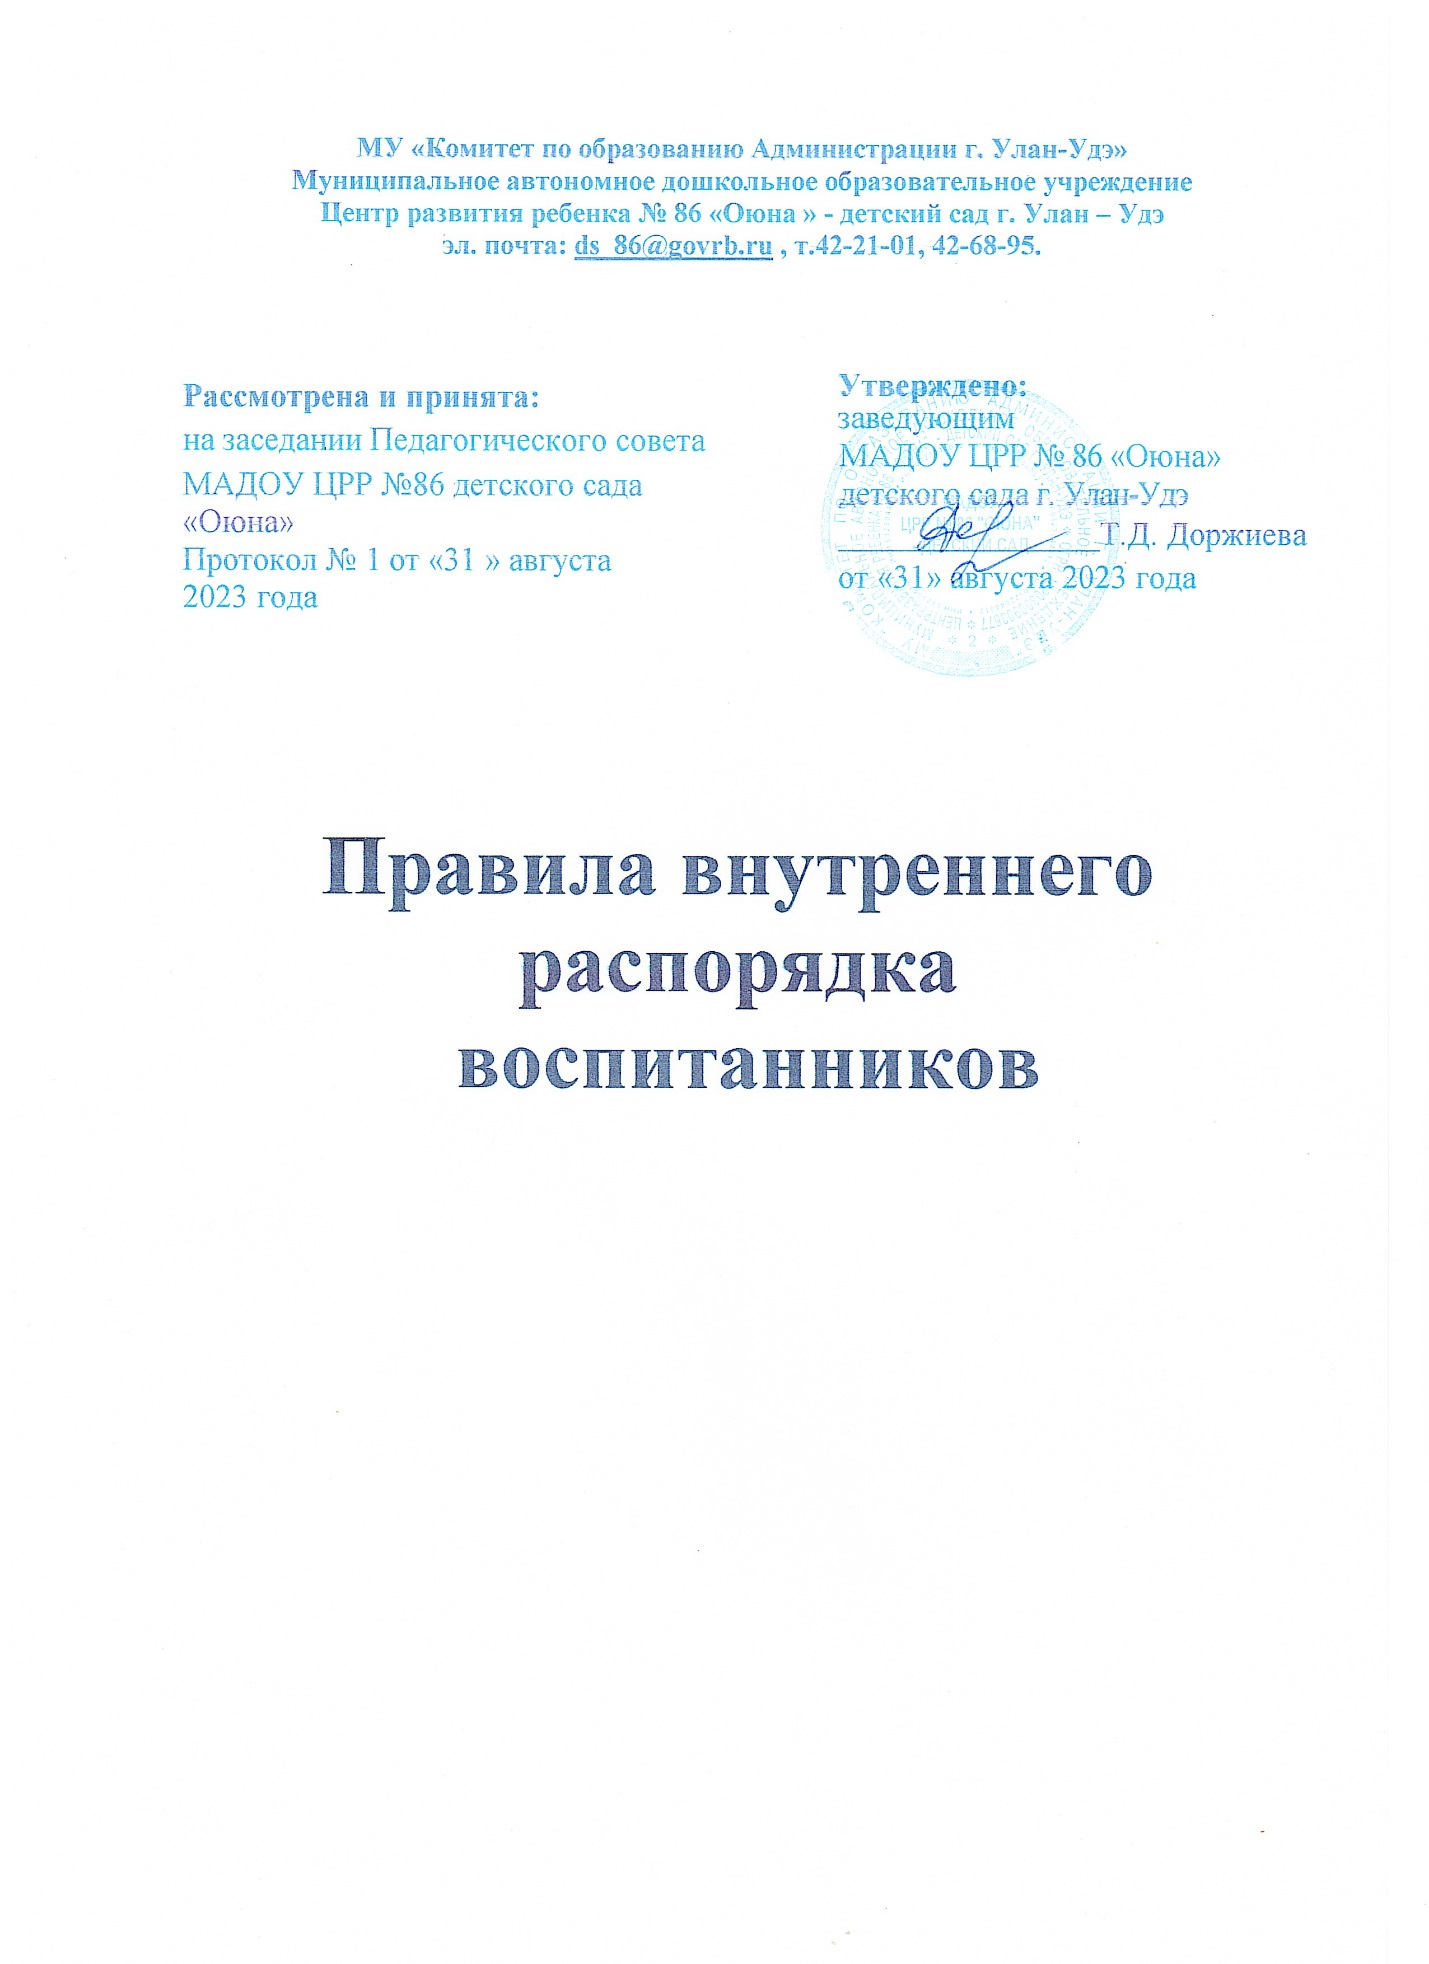 МУ «Комитет по образованию Администрации г. Улан-Удэ»
Муниципальное автономное дошкольное образовательное учреждение
Центр развития ребенка № 86 «Оюна » - детский сад г. Улан – Удэ
эл. почта: ds_86@govrb.ru , т.42-21-01, 42-68-95.
Рассмотрена и принята:
на заседании Педагогического совета
МАДОУ ЦРР №86 детского сада
«Оюна»
Протокол № 1 от «31 » августа
2023 года
Утверждено:
заведующим
МАДОУ ЦРР № 86 «Оюна»
детского сада г. Улан-Удэ
Т.Д. Доржиева
от «31» августа 2023 года
Правила внутреннего
распорядка
воспитанников